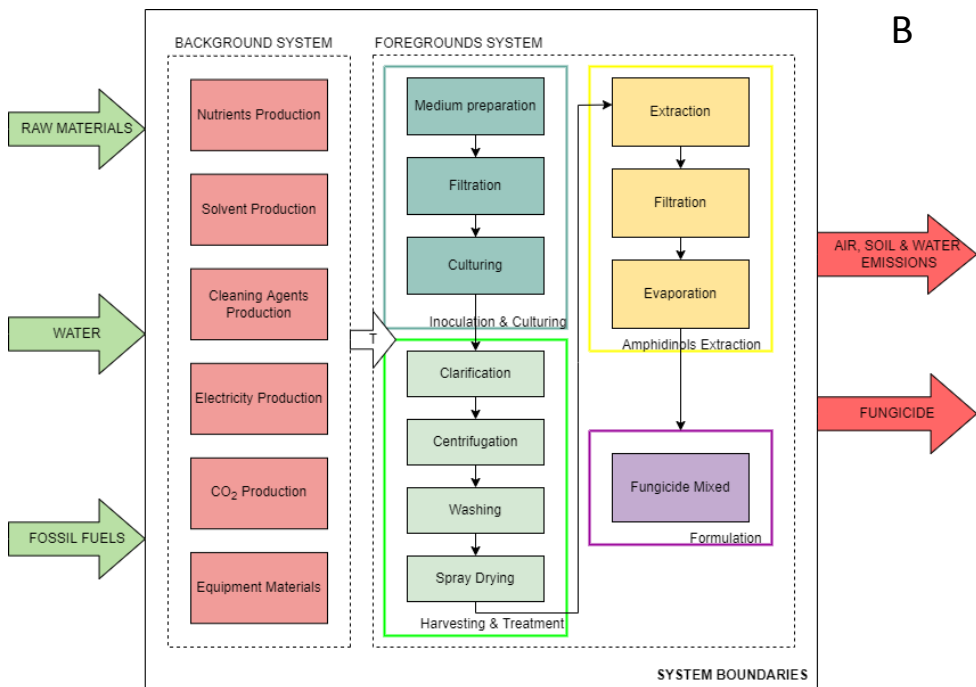 B
BACKGROUND SYSTEM
FOREGROUNDS SYSTEM
RAW MATERIALS
WATER
FOSSIL FUELS
Nutrients Production
Solvent Production
Cleaning Agents
Production
Electricity Production
CO₂ Production
Equipment Materials
T
Medium preparation
Filtration
Culturing
Inoculation & Culturing
Clarification
Centrifugation
Washing
Spray Drying
Harvesting & Treatment
Extraction
Filtration
Evaporation
Amphidinols Extraction
Fungicide Mixed
Formulation
AIR, SOIL & WATER
EMISSIONS
FUNGICIDE
SYSTEM BOUNDARIES